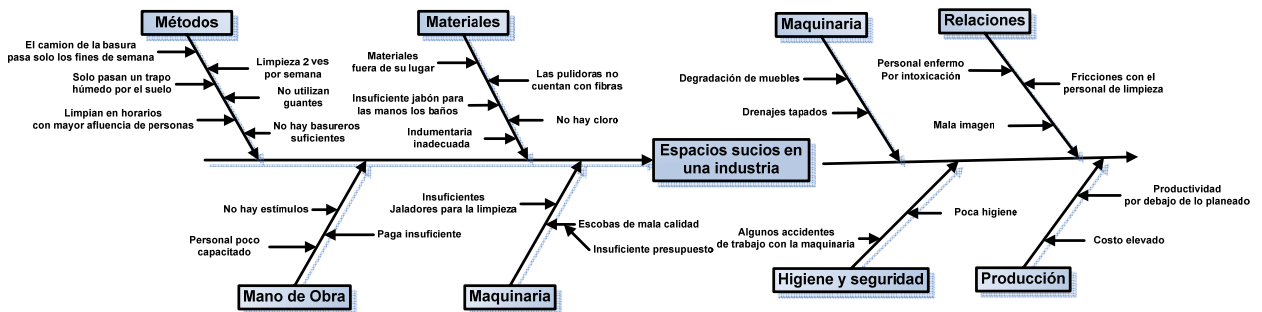 Métodos
El camion de la basura
pasa solo los fines de semana
Limpieza 2 ves
por semana
Solo pasan un trapo
húmedo por el suelo
No utilizan
guantes
Limpian en horarios
con mayor afluencia de personas
No hay basureros
suficientes
Materiales
Materiales
fuera de su lugar
Las pulidoras no
cuentan con fibras
Insuficiente jabón para
las manos los baños
No hay cloro
Indumentaria
inadecuada
Mano de Obra
No hay estímulos
Paga insuficiente
Personal poco
capacitado
Maquinaria
Insuficientes
Jaladores para la limpieza
Escobas de mala calidad
Insuficiente presupuesto
Espacios sucios en
una industria
Maquinaria
Degradación de muebles
Drenajes tapados
Relaciones
Personal enfermo
Por intoxicación
Fricciones con el
personal de limpieza
Mala imagen
Higiene y seguridad
Poca higiene
Algunos accidentes
de trabajo con la maquinaria
Producción
Productividad
por debajo de lo planeado
Costo elevado